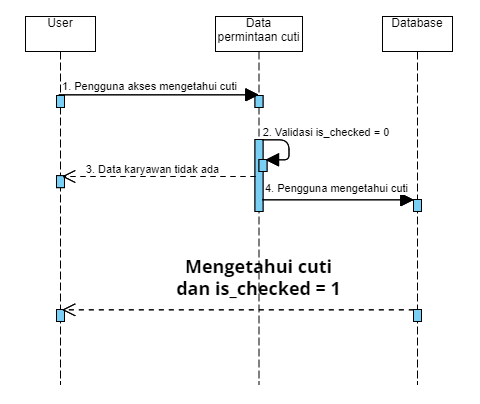 User
Data
permintaan cuti
Database
1. Pengguna akses mengetahui cuti
2. Validasi is_checked = 0
3. Data karyawan tidak ada
4. Pengguna mengetahui cuti
Mengetahui cuti
dan is_checked = 1